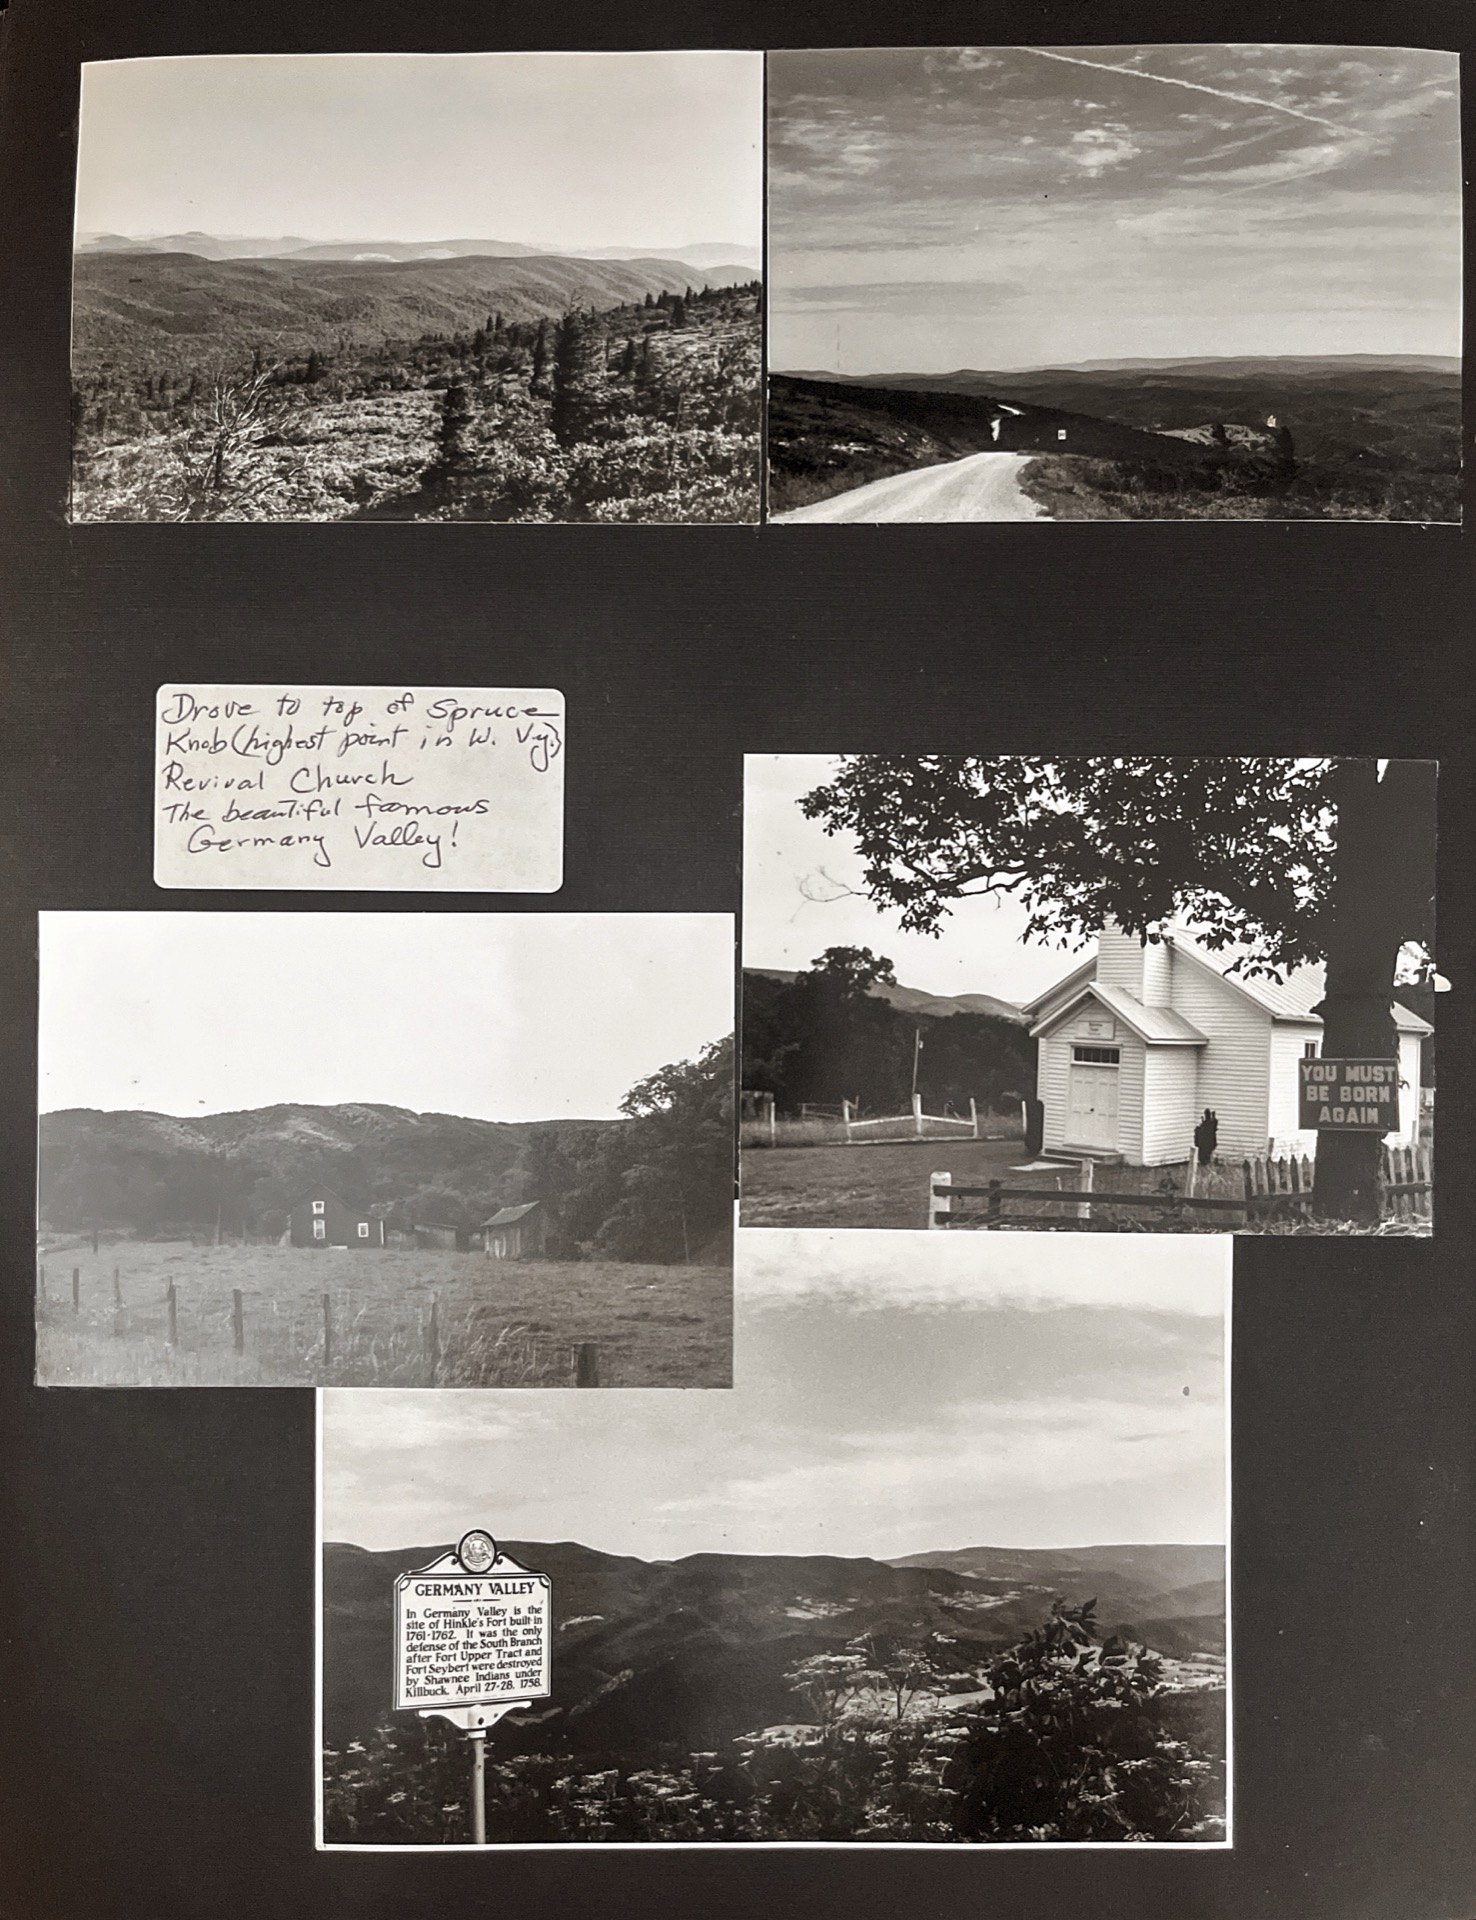 Drove to top of Spruce
Knob (highest point in W. Vy.)
Revival Church
The beautiful famous
Germany Valley!
YOU MUST
BE BORN
AGAIN
GERMANY VALLEY
In Germany Valley is the
site of Hinkle's Fort built in
1761-1762. It was the only
defense of the South Branch
after Fort Upper Tract and
Fort Seybert were destroyed
by Shawnee Indians under
Killbuck, April 27-28, 1758.